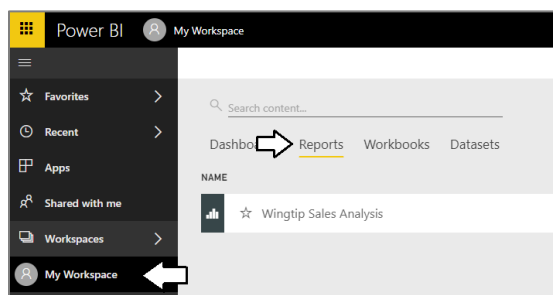 Power BI My Workspace
Favorites
Recent
Apps
Shared with me
Workspaces
My Workspace
Search content...
Reports Workbooks Datasets
NAME
Wingtip Sales Analysis